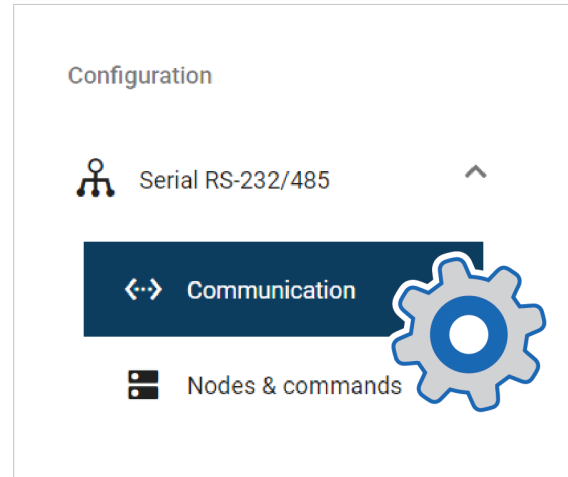 Configuration
Serial RS-232/485
Communication
Nodes & commands